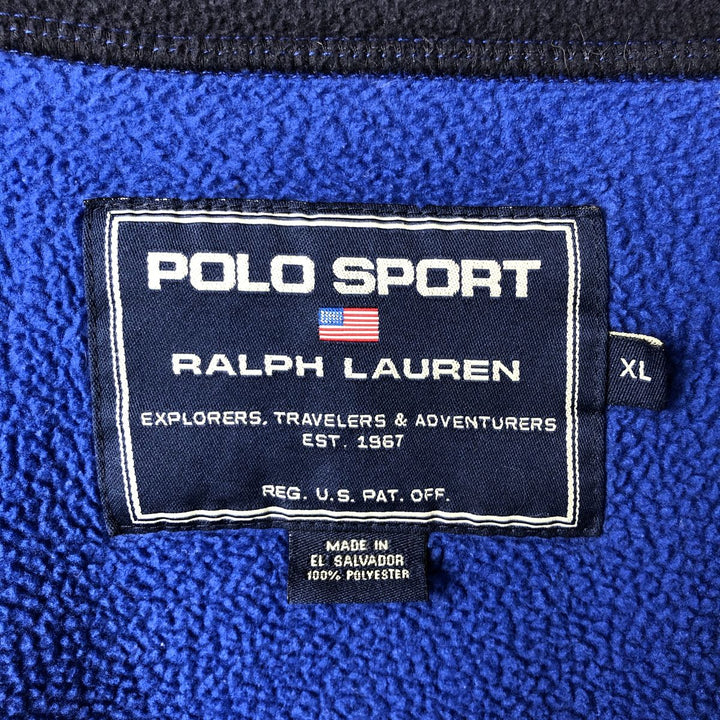 POLO SPORT
RALPH LAUREN
XL
EXPLORERS, TRAVELERS & ADVENTURERS
EST. 1967
REG. U.S. PAT. OFF.
MADE IN
EL SALVADOR
100% POLYESTER